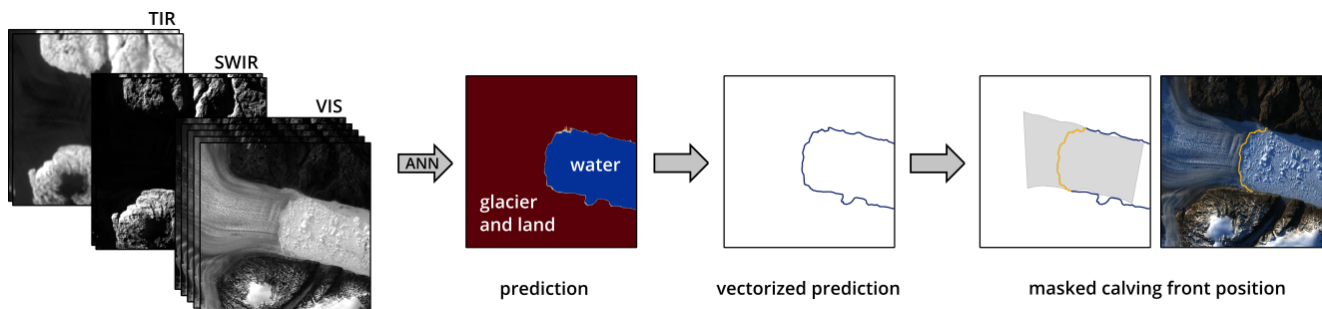 TIR
SWIR
VIS
ANN
water
glacier
and land
prediction
vectorized prediction
masked calving front position